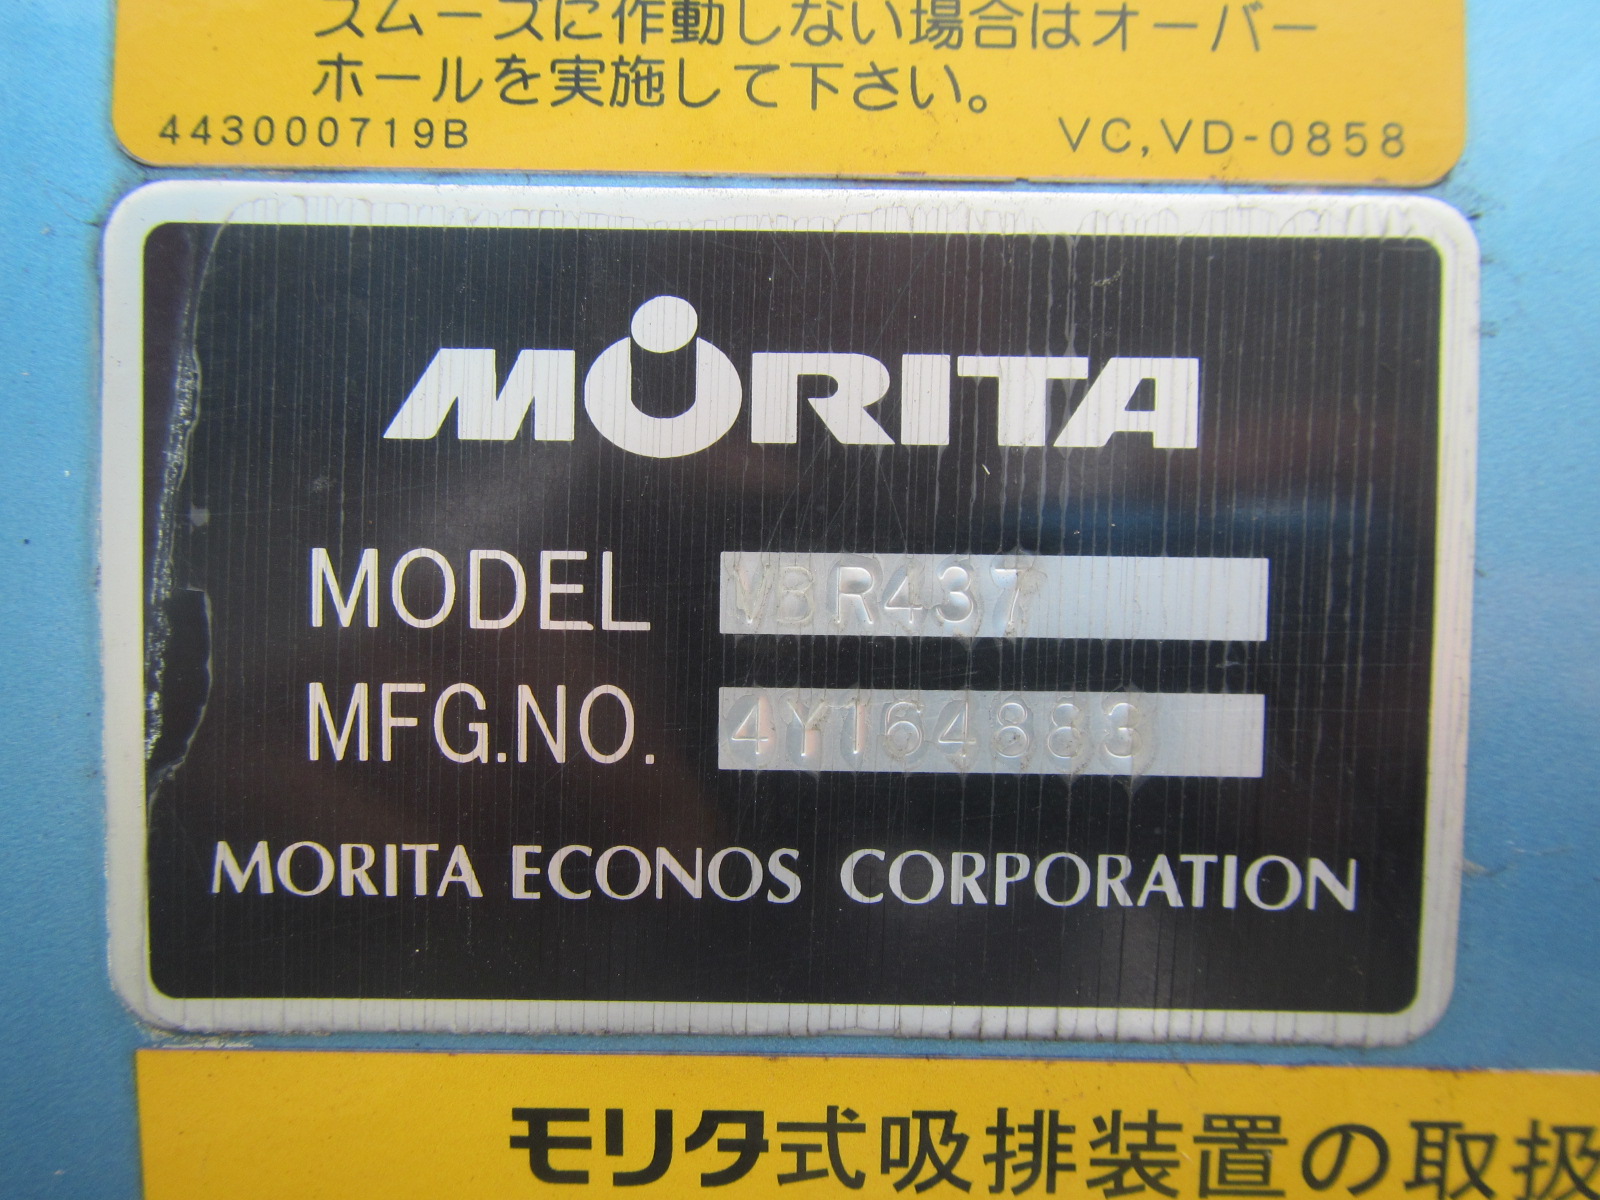 スムーズに作動しない場合はオーバー
ホールを実施して下さい。
443000719B VC,VD-0858
MORITA
MODEL VBR437
MFG.NO. 4Y164883
MORITA ECONOS CORPORATION
モリタ式吸排装置の取扱